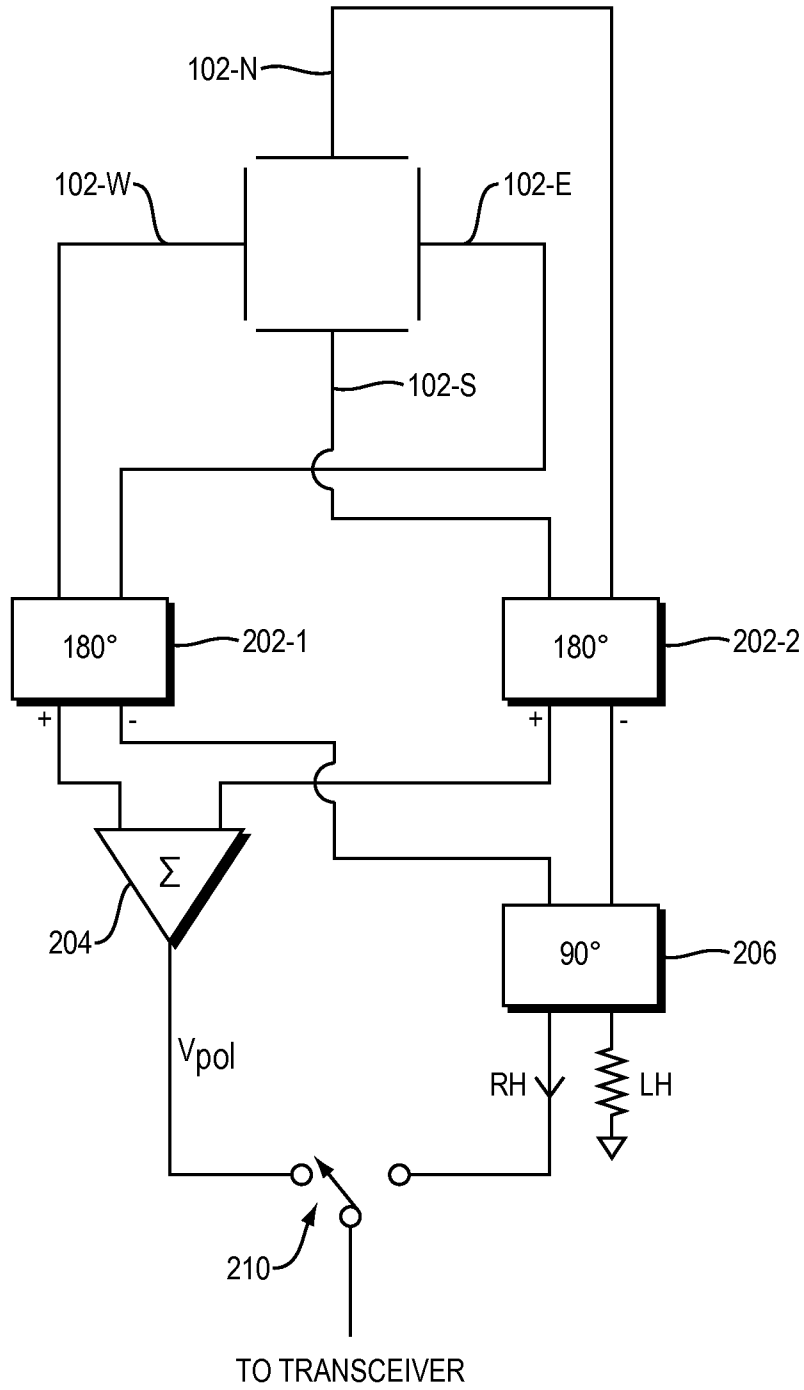 102-N
102-W
102-E
102-S
180°
202-1
180°
202-2
+
-
+
-
Σ
204
90°
206
Vpol
RH
LH
210
TO TRANSCEIVER